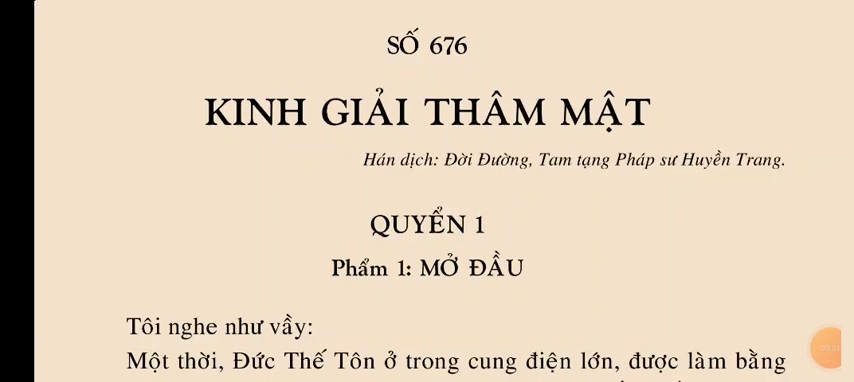 SỐ 676
KINH GIẢI THÂM MẬT
Hán dịch: Đời Đường, Tam tạng Pháp sư Huyền Trang.
QUYỂN 1
Phẩm 1: MỞ ĐẦU
Tôi nghe như vầy:
Một thời, Đức Thế Tôn ở trong cung điện lớn, được làm bằng